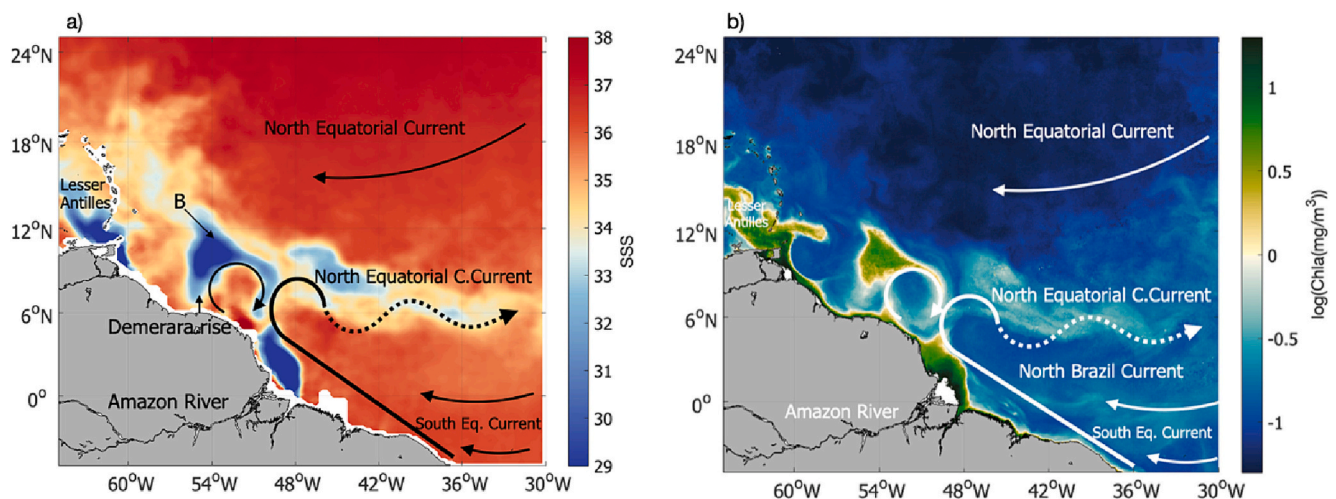 a)
24°N
18°N
12°N
6°N
0°
60°W
54°W
48°W
42°W
36°W
30°W
North Equatorial Current
Lesser
Antilles
B
North Equatorial C.Current
Demerara rise
Amazon River
South Eq. Current
38
37
36
35
34
33
32
31
30
29
SSS
b)
24°N
18°N
12°N
6°N
0°
60°W
54°W
48°W
42°W
36°W
30°W
North Equatorial Current
Lesser
Antilles
North Equatorial C.Current
North Brazil Current
Amazon River
South Eq. Current
1
0.5
0
-0.5
-1
log(Chla(mg/m³)